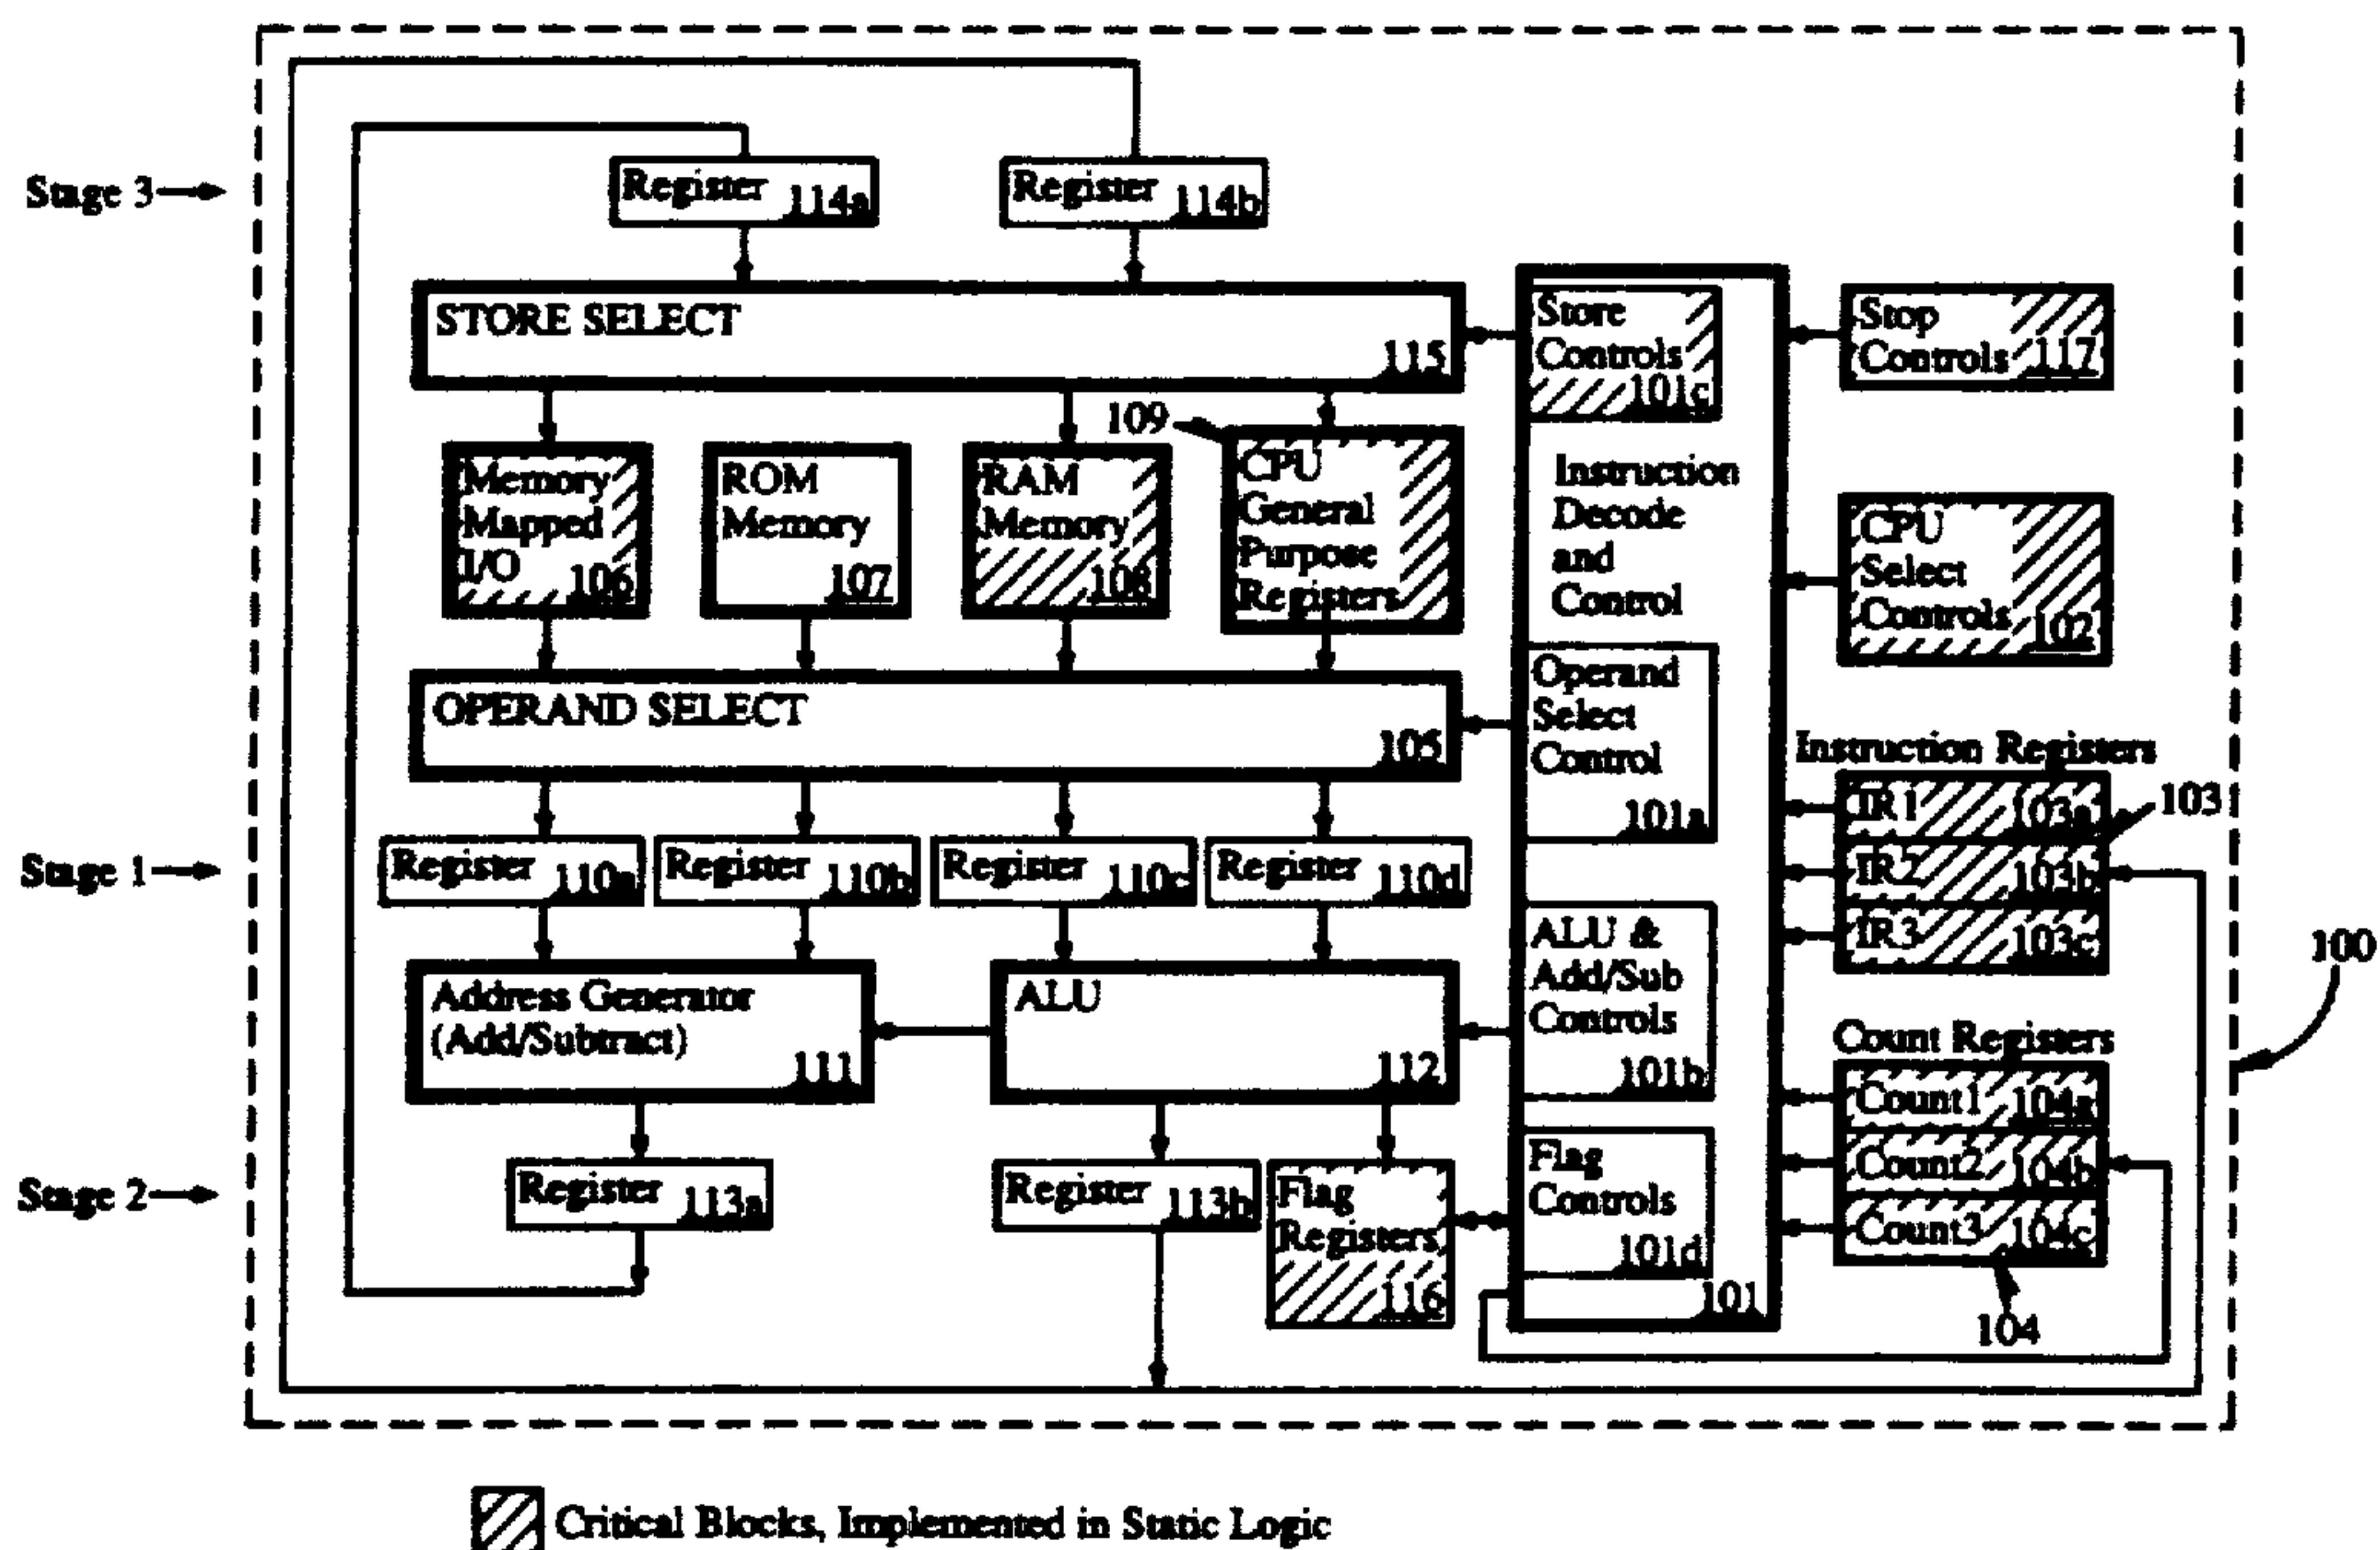 Stage 3
Register 114a
Register 114b
STORE SELECT
115
Store
Controls
101c
Stop
Controls 117
109
Memory
Mapped
I/O 106
ROM
Memory
107
RAM
Memory
108
CPU
General
Purpose
Registers
Instruction
Decode
and
Control
CPU
Select
Controls 102
OPERAND SELECT
105
Operand
Select
Control
101a
Instruction Registers
IR1 103a
IR2 103b
IR3 103c
103
Stage 1
Register 110a
Register 110b
Register 110c
Register 110d
100
Address Generator
(Add/Subtract)
111
ALU
112
ALU &
Add/Sub
Controls
101b
Count Registers
Count1 104a
Count2 104b
Count3 104c
104
Stage 2
Register 113a
Register 113b
Flag
Registers
116
Flag
Controls
101d
101
Critical Blocks, Implemented in Static Logic